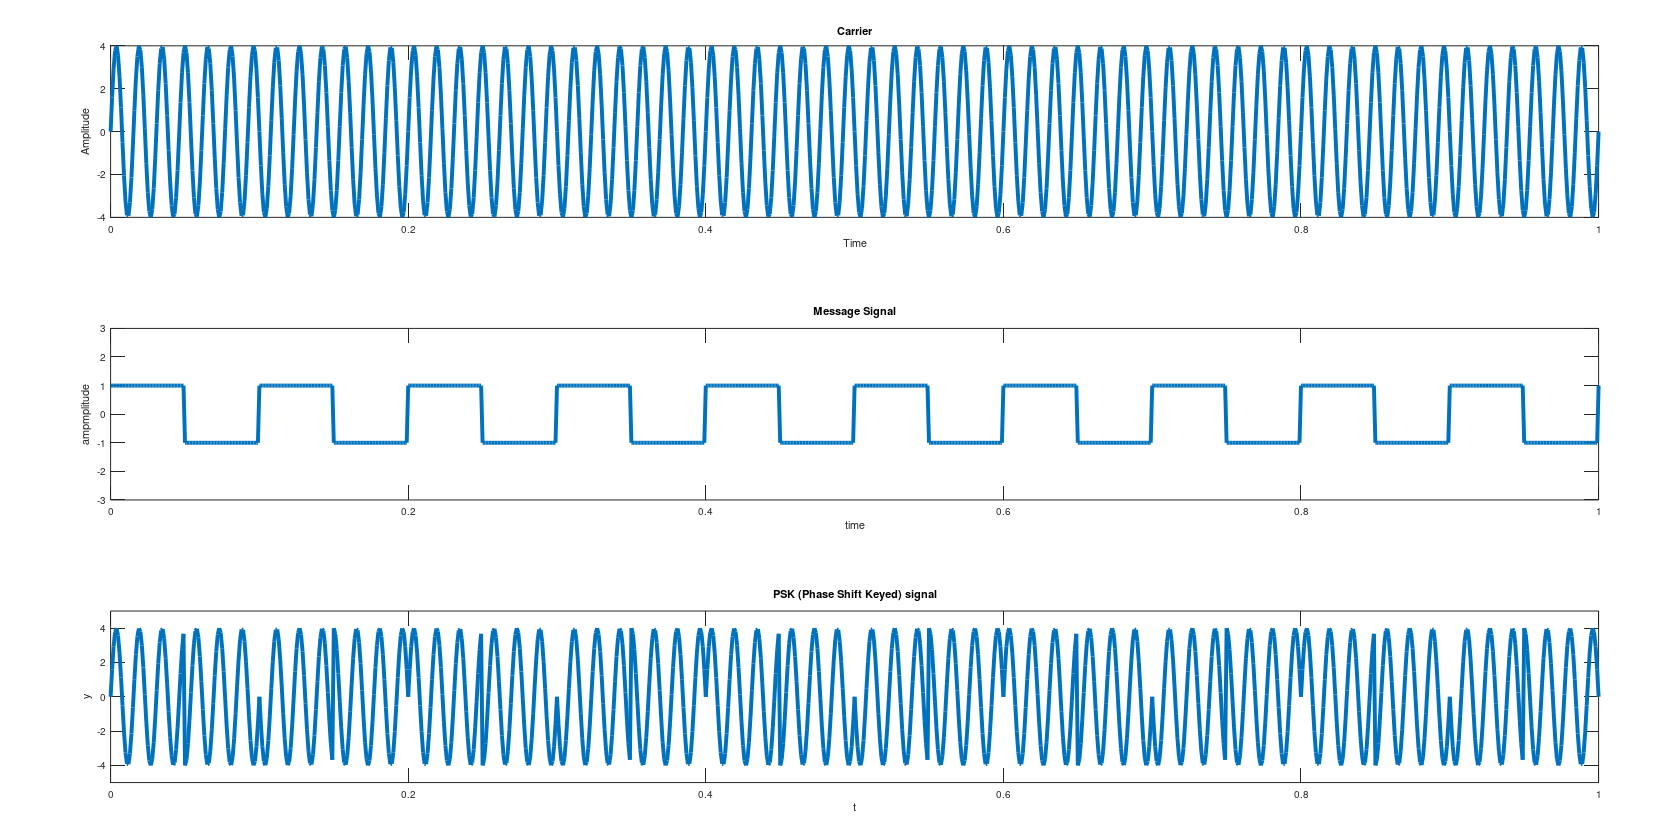 Carrier
4
2
0
-2
-4
Amplitude
0 0.2 0.4 0.6 0.8 1
Time
Message Signal
3
2
1
0
-1
-2
-3
ampmplitude
0 0.2 0.4 0.6 0.8 1
time
PSK (Phase Shift Keyed) signal
4
2
0
-2
-4
y
0 0.2 0.4 0.6 0.8 1
t